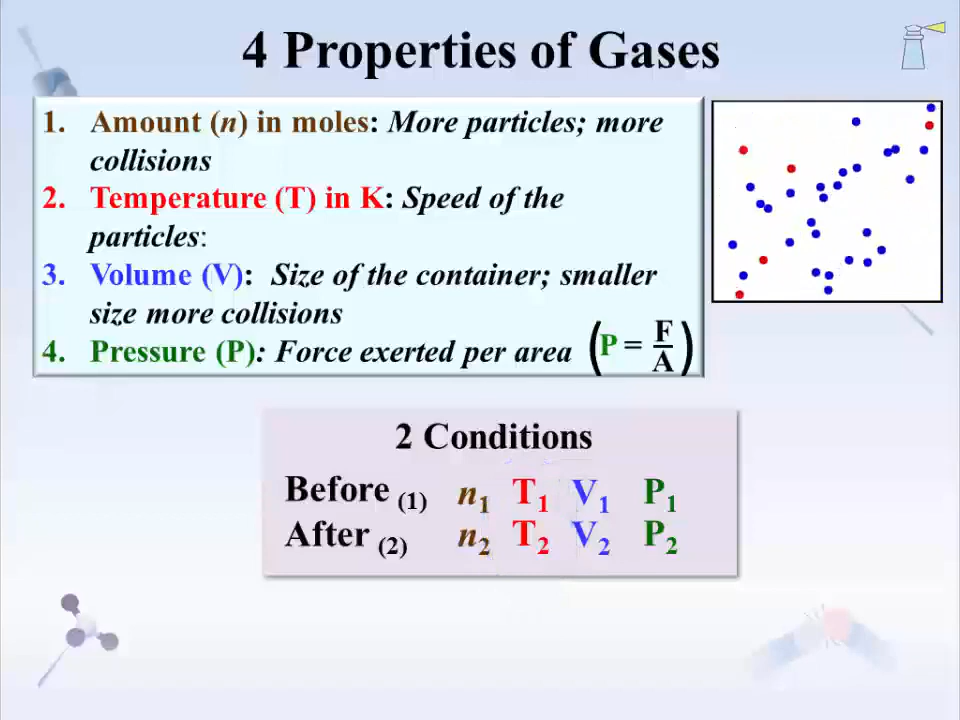 4 Properties of Gases
1. Amount (n) in moles: More particles; more
collisions
2. Temperature (T) in K: Speed of the
particles:
3. Volume (V): Size of the container; smaller
size more collisions
4. Pressure (P): Force exerted per area (P = F/A)
2 Conditions
Before (1) n₁ T₁ V₁ P₁
After (2) n₂ T₂ V₂ P₂